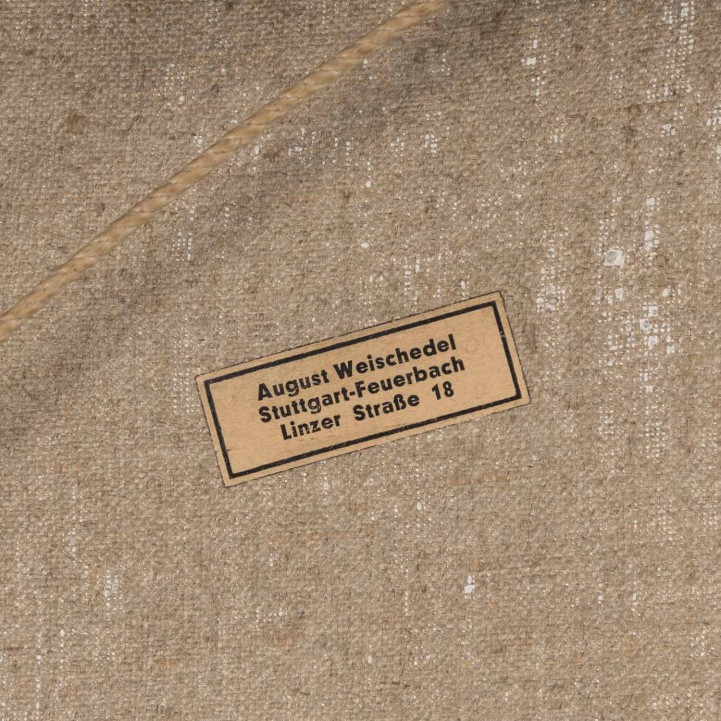 August Weischedel
Stuttgart-Feuerbach
Linzer Straße 18